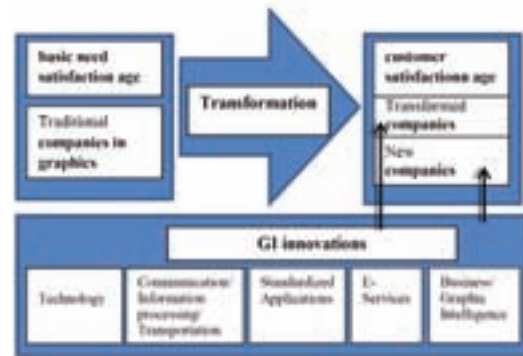 basic need
satisfaction age
Traditional
companies in
graphics
Transformation
customer
satisfactionn age
Transformed
companies
New
companies
GI innovations
Technology
Communication/
Information
processing/
Transportation
Standardized
Applications
E-
Services
Business/
Graphic
Intelligence